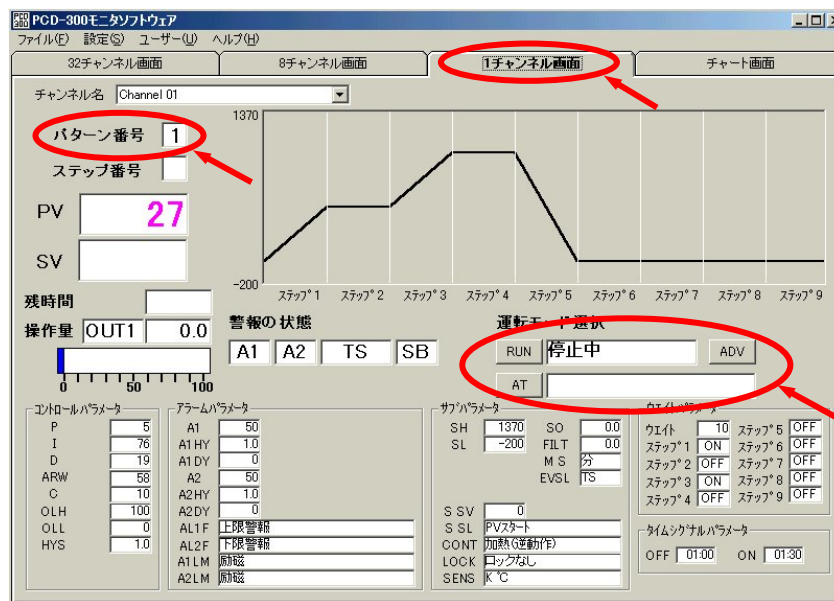 PCD-300モニタソフトウェア
ファイル(F) 設定(S) ユーザー(U) ヘルプ(H)
32チャンネル画面 8チャンネル画面 1チャンネル画面 チャート画面
チャンネル名 Channel 01
パターン番号 1
ステップ番号
PV 27
SV
残時間
操作量 OUT1 0.0
0 50 100
1370
-200
ステップ1 ステップ2 ステップ3 ステップ4 ステップ5 ステップ6 ステップ7 ステップ8 ステップ9
警報の状態
A1 A2 TS SB
運転モード選択
RUN 停止中 ADV
AT
コントロールパラメータ
P 5
I 76
D 19
ARW 58
C 10
OLH 100
OLL 0
HYS 1.0
アラームパラメータ
A1 50
A1HY 1.0
A1DY 0
A2 50
A2HY 1.0
A2DY 0
AL1F 上限警報
AL2F 下限警報
A1LM 励磁
A2LM 励磁
サブパラメータ
SH 1370 SO 0.0
SL -200 FILT 0.0
MS 分
EVSL TS
S SV 0
S SL PVスタート
CONT 加熱(逆動作)
LOCK ロックなし
SENS K ℃
ウエイトパラメータ
ウエイト 10 ステップ5 OFF
ステップ1 ON ステップ6 OFF
ステップ2 OFF ステップ7 OFF
ステップ3 ON ステップ8 OFF
ステップ4 OFF ステップ9 OFF
タイムシグナルパラメータ
OFF 01:00 ON 01:30